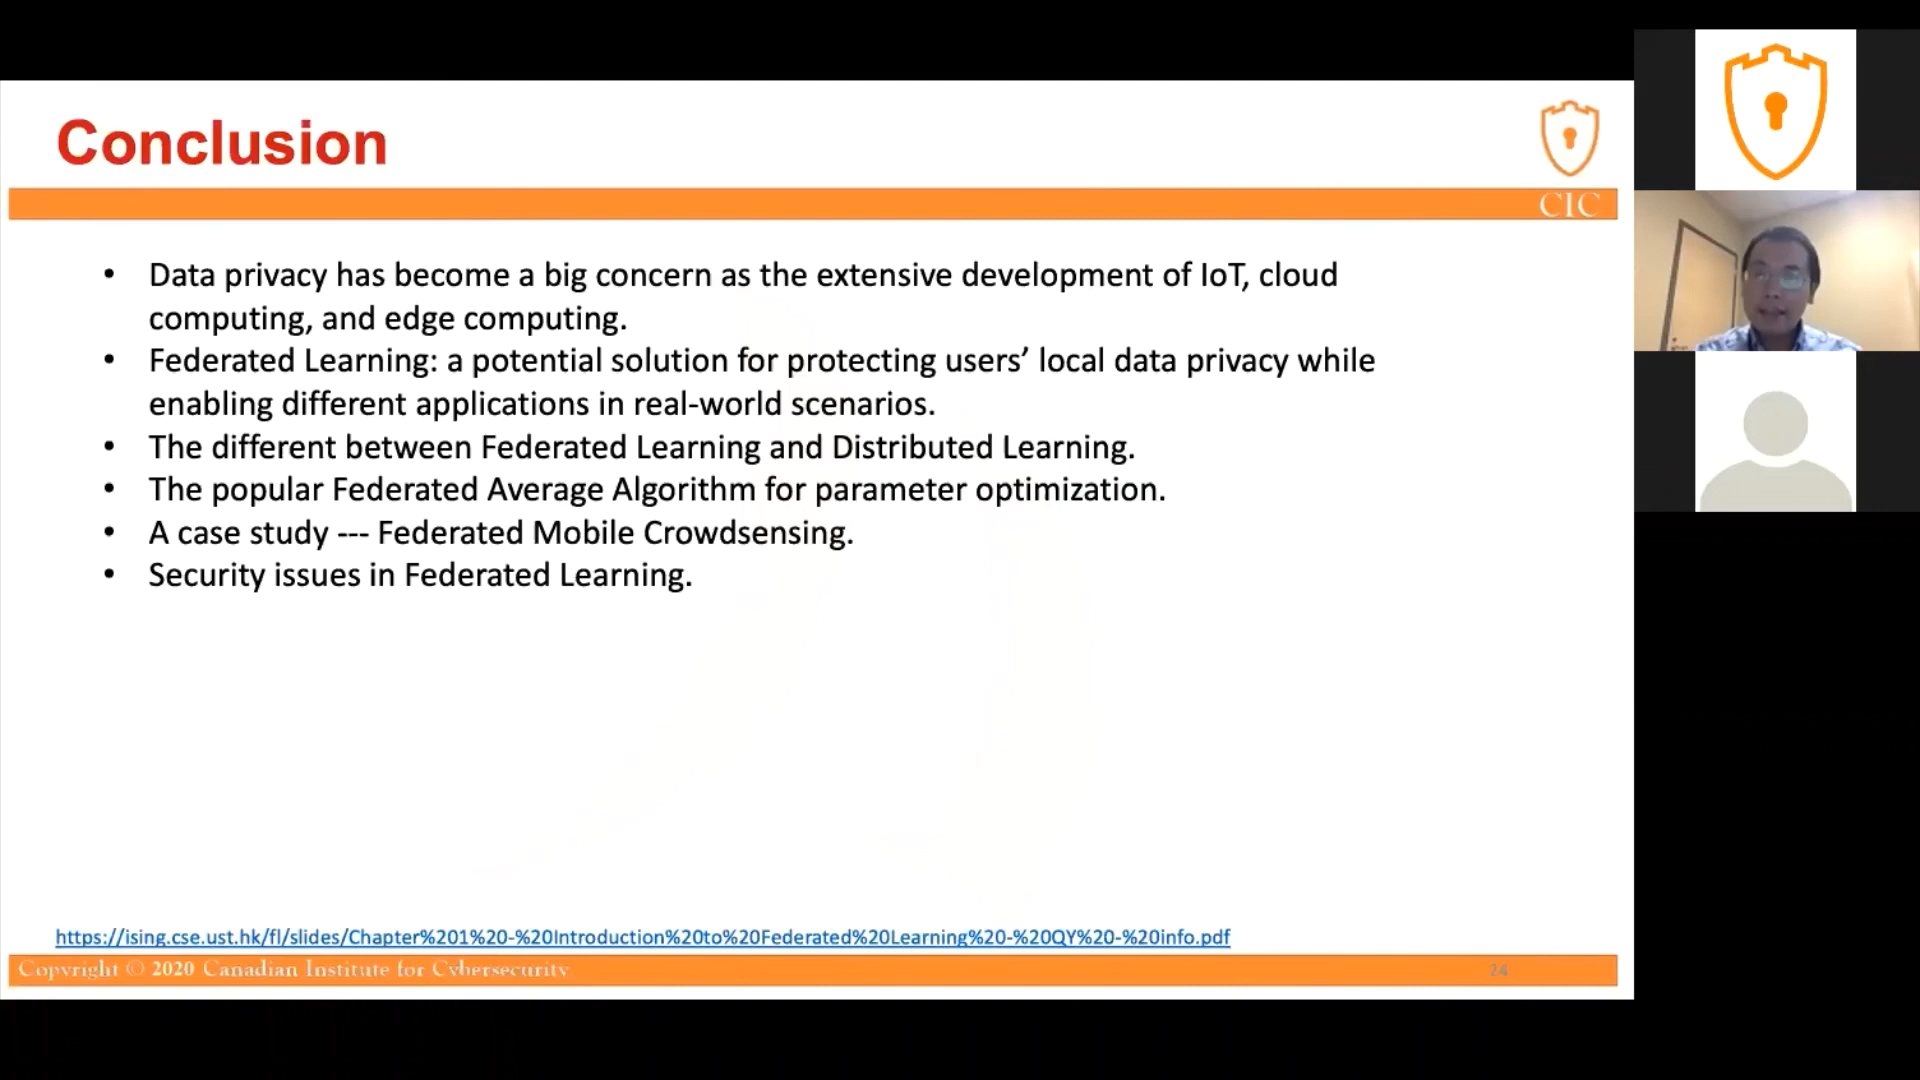 Conclusion
CIC
• Data privacy has become a big concern as the extensive development of IoT, cloud
computing, and edge computing.
• Federated Learning: a potential solution for protecting users’ local data privacy while
enabling different applications in real-world scenarios.
• The different between Federated Learning and Distributed Learning.
• The popular Federated Average Algorithm for parameter optimization.
• A case study --- Federated Mobile Crowdsensing.
• Security issues in Federated Learning.
https://ising.cse.ust.hk/fl/slides/Chapter%201%20-%20Introduction%20to%20Federated%20Learning%20-%20QY%20-%20info.pdf
Copyright © 2020 Canadian Institute for Cybersecurity
24